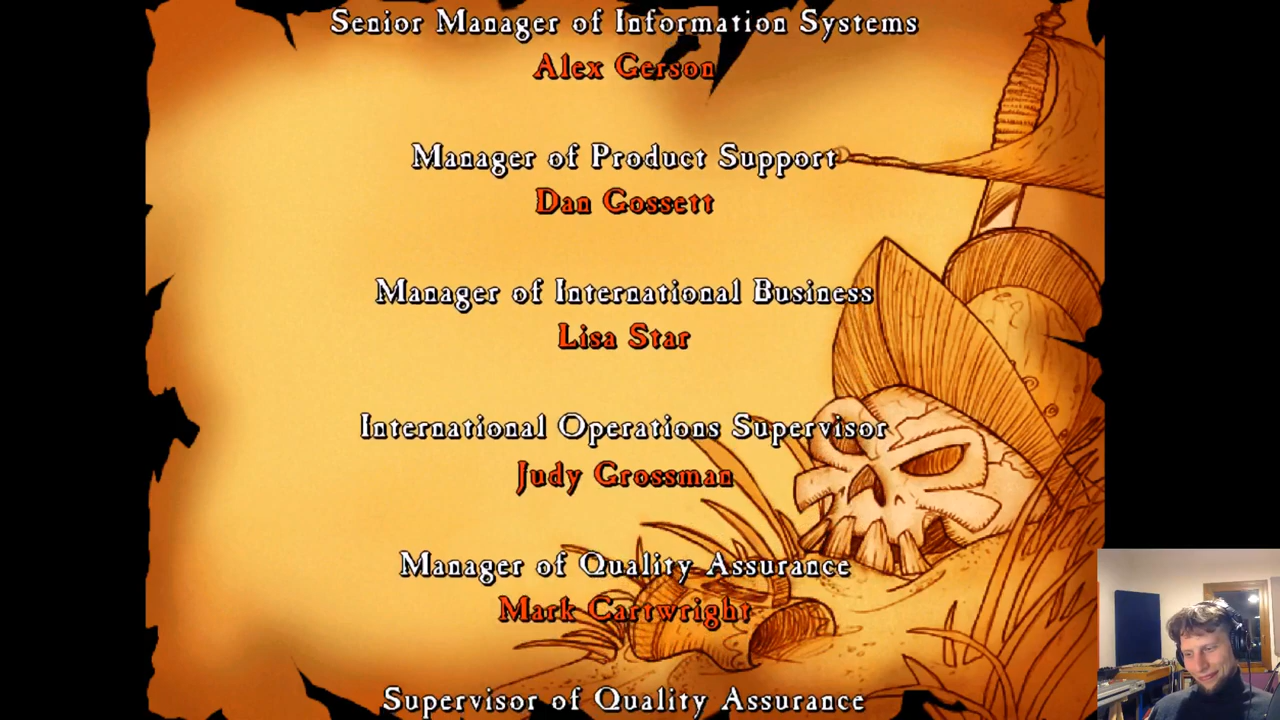 Senior Manager of Information Systems
Alex Gerson
Manager of Product Support
Dan Gossett
Manager of International Business
Lisa Star
International Operations Supervisor
Judy Grossman
Manager of Quality Assurance
Mark Cartwright
Supervisor of Quality Assurance